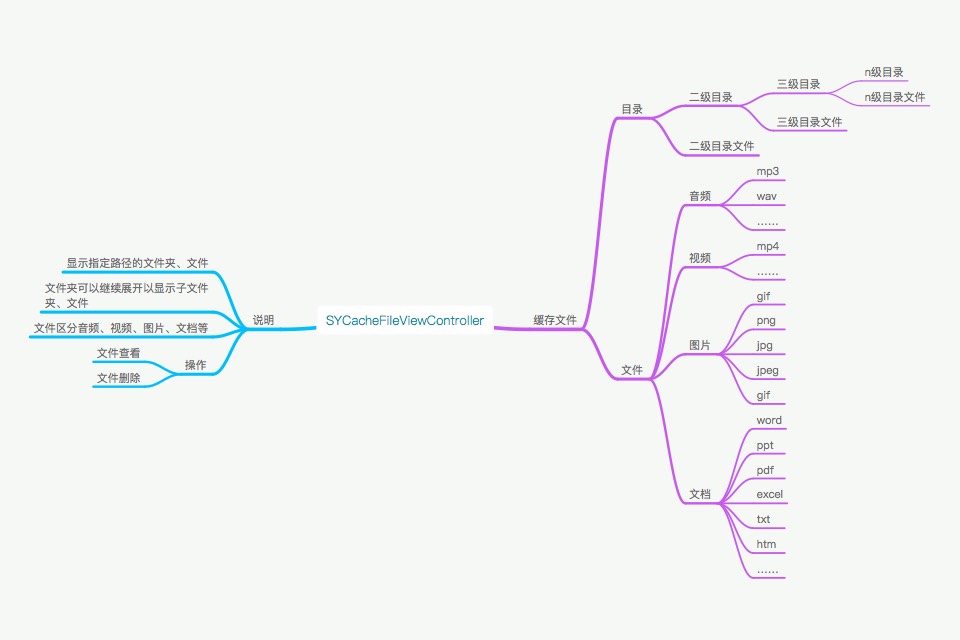 SYCacheFileViewController
说明
显示指定路径的文件夹、文件
文件夹可以继续展开以显示子文件
夹、文件
文件区分音频、视频、图片、文档等
操作
文件查看
文件删除
缓存文件
目录
二级目录
三级目录
n级目录
n级目录文件
三级目录文件
二级目录文件
文件
音频
mp3
wav
……
视频
mp4
……
图片
gif
png
jpg
jpeg
gif
文档
word
ppt
pdf
excel
txt
htm
……